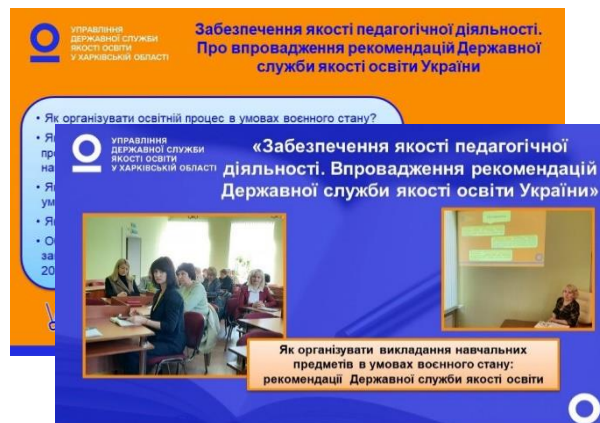 УПРАВЛІННЯ
ДЕРЖАВНОЇ СЛУЖБИ
ЯКОСТІ ОСВІТИ
У ХАРКІВСЬКІЙ ОБЛАСТІ
Забезпечення якості педагогічної діяльності.
Про впровадження рекомендацій Державної
служби якості освіти України
• Як організувати освітній процес в умовах воєнного стану?
УПРАВЛІННЯ
ДЕРЖАВНОЇ СЛУЖБИ
ЯКОСТІ ОСВІТИ
У ХАРКІВСЬКІЙ ОБЛАСТІ
«Забезпечення якості педагогічної
діяльності. Впровадження рекомендацій
Державної служби якості освіти України»
Як організувати викладання навчальних
предметів в умовах воєнного стану:
рекомендації Державної служби якості освіти